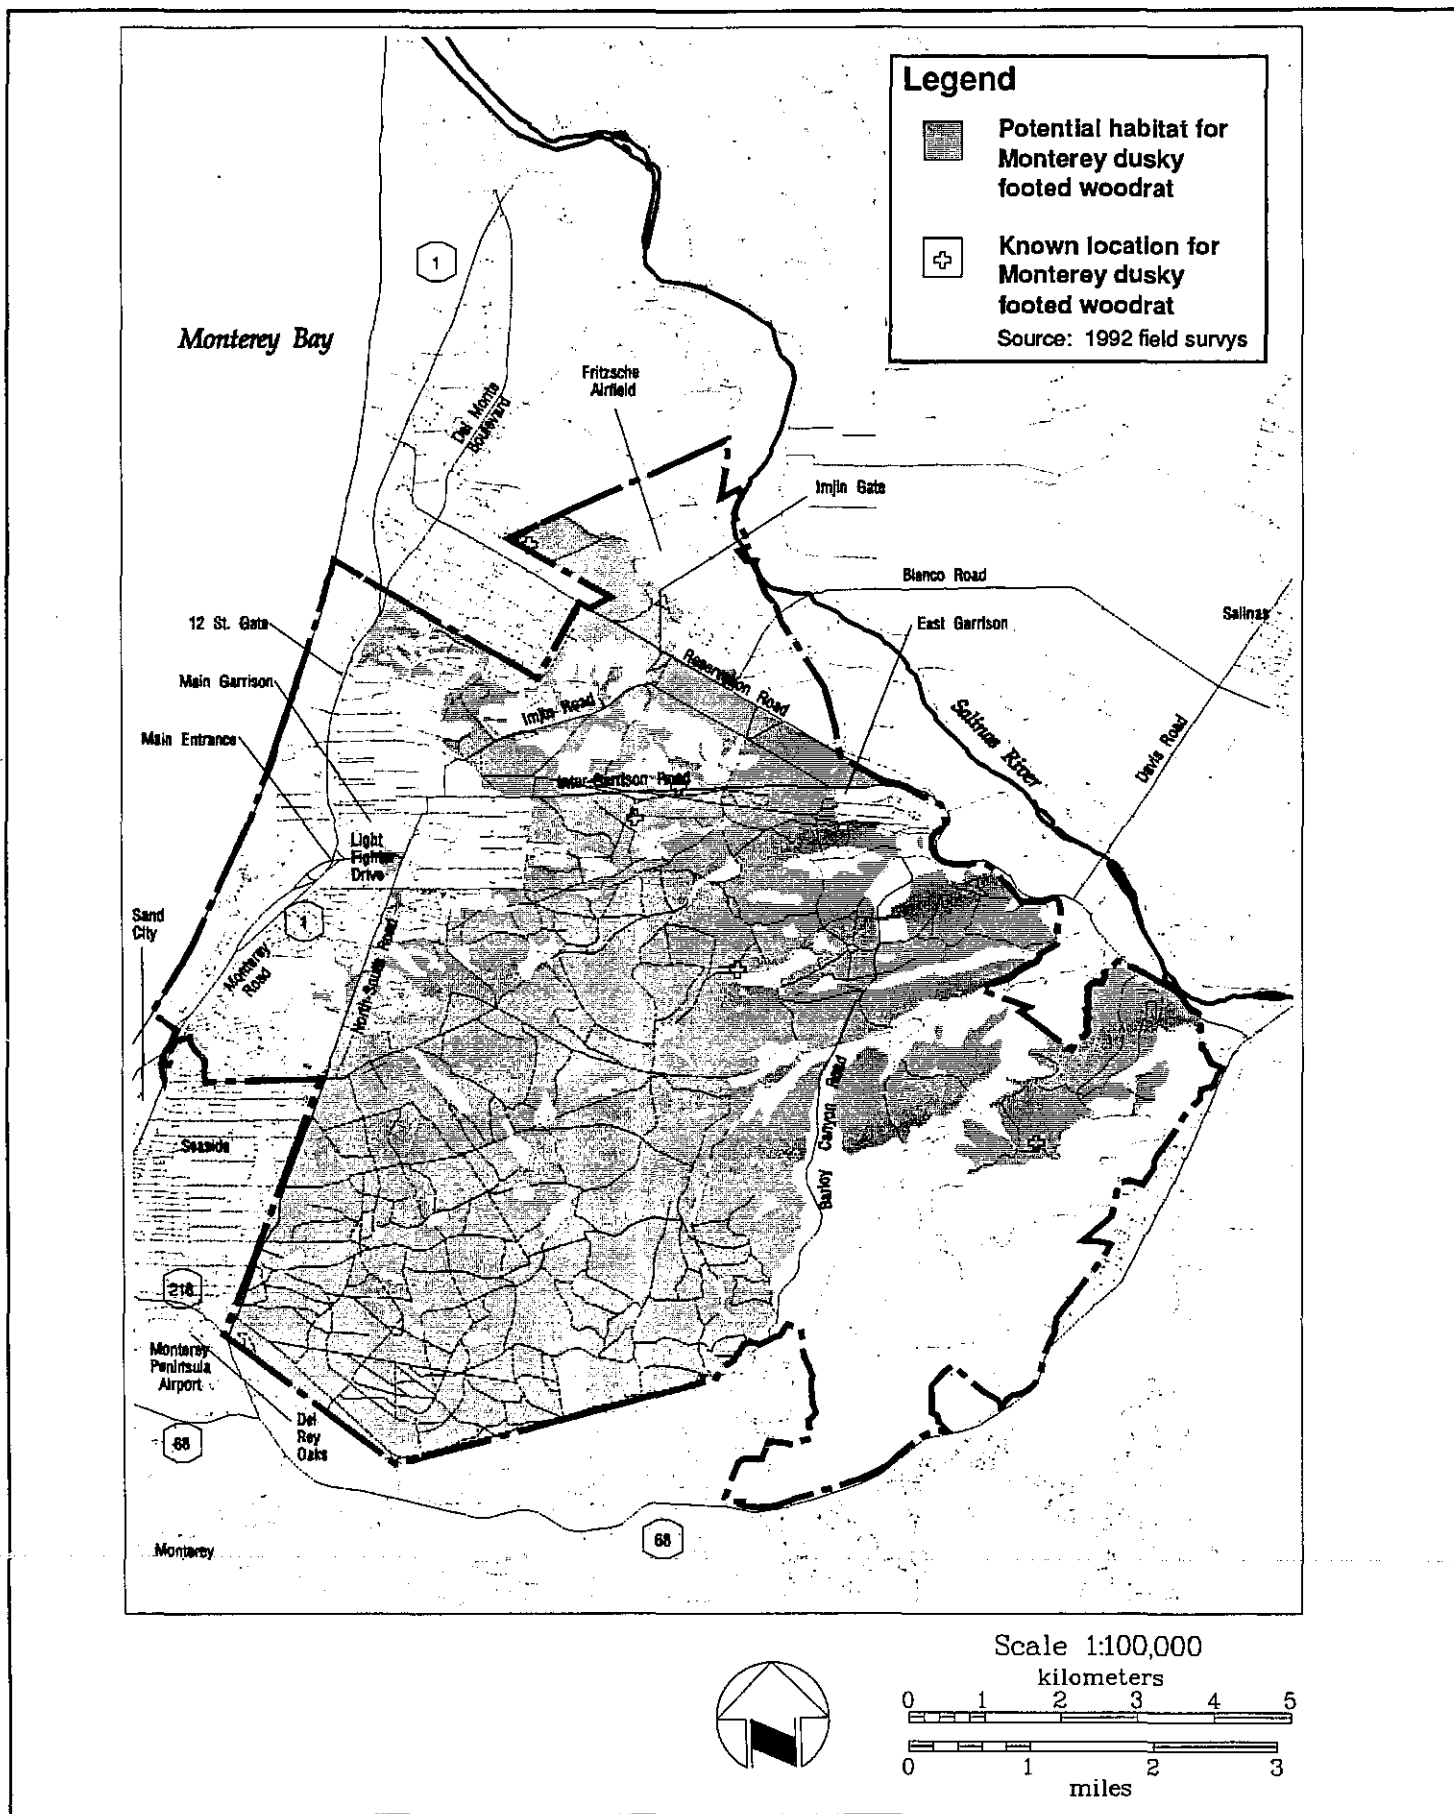 Legend
Potential habitat for
Monterey dusky
footed woodrat
Known location for
Monterey dusky
footed woodrat
Source: 1992 field survys
1
Monterey Bay
Fritzsche
Airfield
Del Monte
Boulevard
Imjin Gate
Blanco Road
Salinas
12 St. Gate
East Garrison
Reservation Road
Main Garrison
Imjin Road
Salinas River
Davis Road
Main Entrance
Inter-Garrison Road
Light
Fighter
Drive
Sand
City
1
North-South Road
Monterey
Road
Barloy Canyon Road
Seaside
218
Monterey
Peninsula
Airport
Del
Rey
Oaks
68
68
Monterey
Scale 1:100,000
kilometers
0 1 2 3 4 5
0 1 2 3
miles